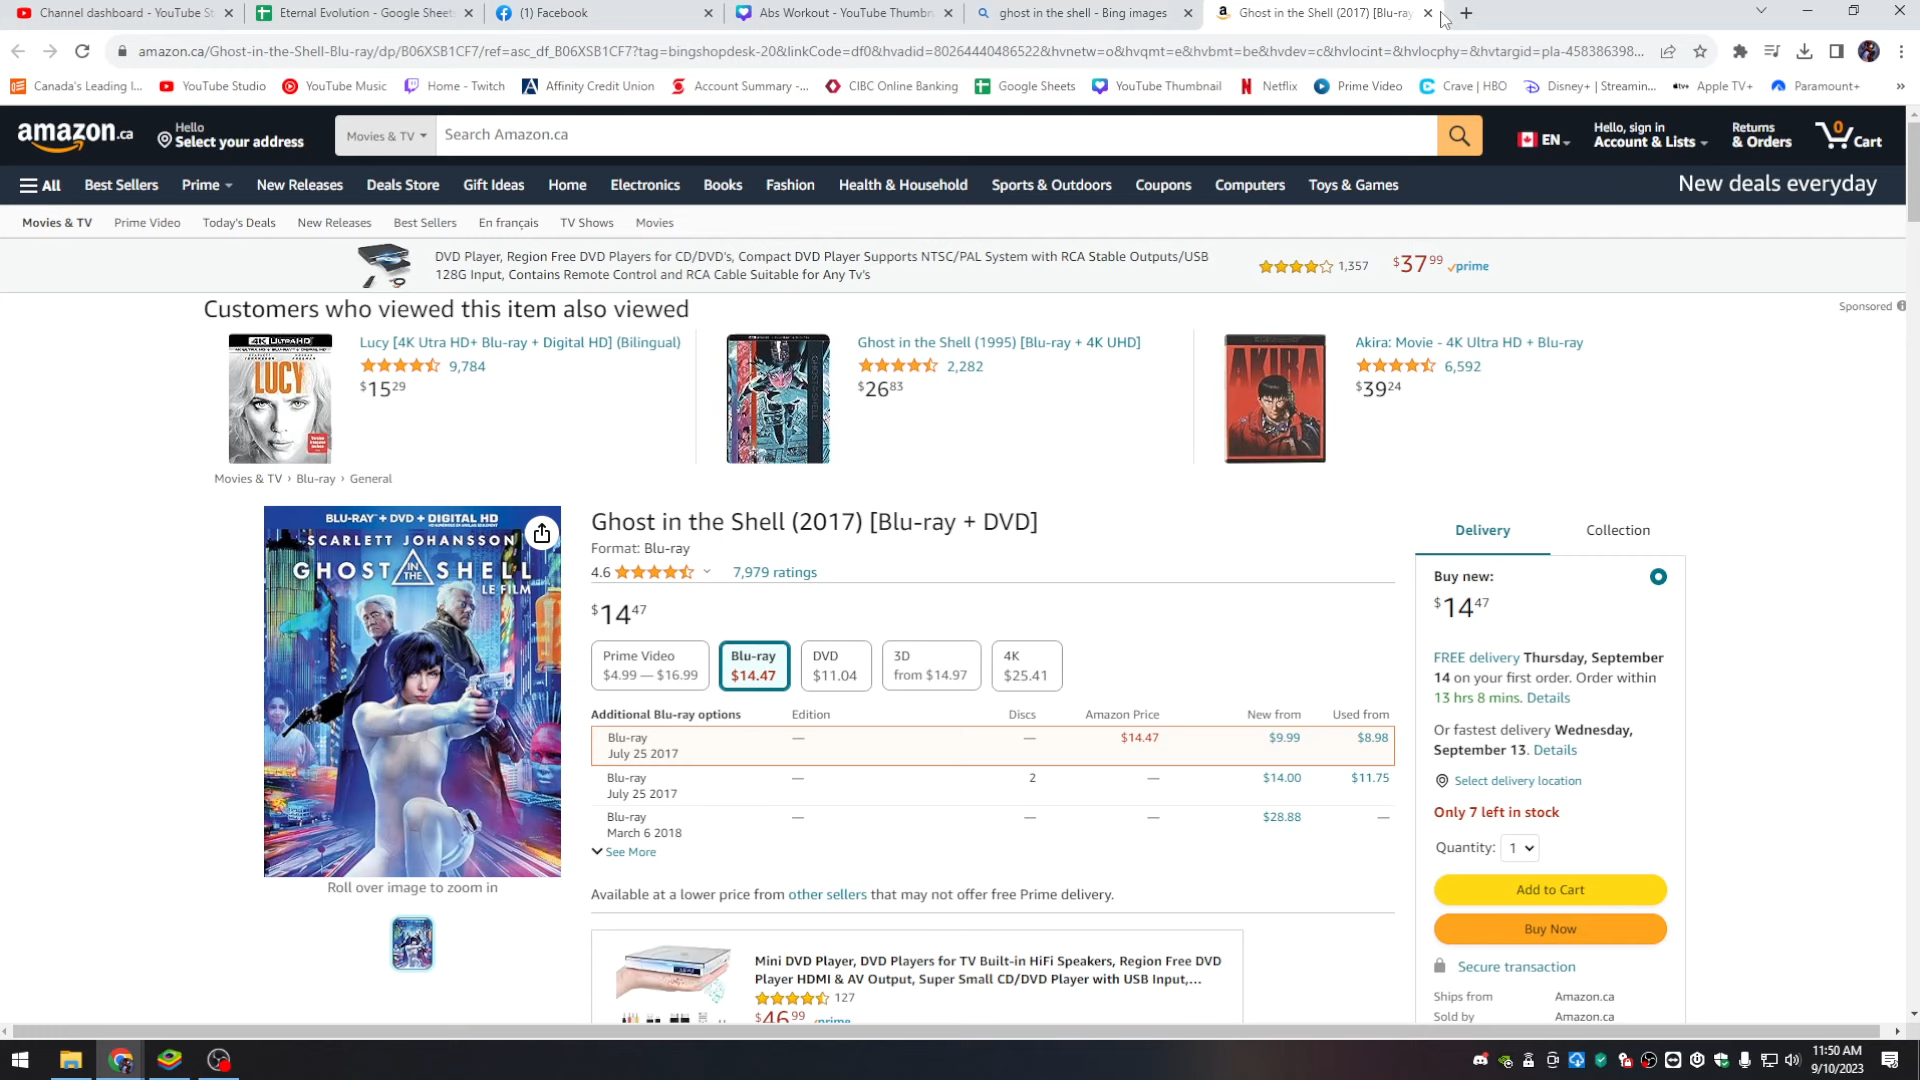 Channel dashboard - YouTube St
Eternal Evolution - Google Sheets
(1) Facebook
Abs Workout - YouTube Thumbn
ghost in the shell - Bing images
Ghost in the Shell (2017) [Blu-ray
amazon.ca/Ghost-in-the-Shell-Blu-ray/dp/B06XSB1CF7/ref=asc_df_B06XSB1CF7?tag=bingshopdesk-20&linkCode=df0&hvadid=80264440486522&hvnetw=o&hvqmt=e&hvbmt=be&hvdev=c&hvlocint=&hvlocphy=&hvtargid=pla-458386398...
Canada's Leading I...
YouTube Studio
YouTube Music
Home - Twitch
Affinity Credit Union
Account Summary -...
CIBC Online Banking
Google Sheets
YouTube Thumbnail
Netflix
Prime Video
Crave | HBO
Disney+ | Streamin...
Apple TV+
Paramount+
amazon.ca
Hello
Select your address
Movies & TV
Search Amazon.ca
EN
Hello, sign in
Account & Lists
Returns
& Orders
0
Cart
All
Best Sellers
Prime
New Releases
Deals Store
Gift Ideas
Home
Electronics
Books
Fashion
Health & Household
Sports & Outdoors
Coupons
Computers
Toys & Games
New deals everyday
Movies & TV
Prime Video
Today's Deals
New Releases
Best Sellers
En français
TV Shows
Movies
DVD Player, Region Free DVD Players for CD/DVD's, Compact DVD Player Supports NTSC/PAL System with RCA Stable Outputs/USB
128G Input, Contains Remote Control and RCA Cable Suitable for Any Tv's
1,357
$37 99
prime
Customers who viewed this item also viewed
Sponsored
4K ULTRAHD
LUCY
Lucy [4K Utra HD+ Blu-ray + Digital HD] (Bilingual)
9,784
$15 29
Ghost in the Shell (1995) [Blu-ray + 4K UHD]
2,282
$26 83
AKIRA
Akira: Movie - 4K Ultra HD + Blu-ray
6,592
$39 24
Movies & TV › Blu-ray › General
BLU-RAY + DVD + DIGITAL HD
SCARLETT JOHANSSON
GHOST IN THE SHELL
LE FILM
Roll over image to zoom in
Ghost in the Shell (2017) [Blu-ray + DVD]
Format: Blu-ray
4.6
7,979 ratings
$14 47
Prime Video
$4.99 — $16.99
Blu-ray
$14.47
DVD
$11.04
3D
from $14.97
4K
$25.41
Additional Blu-ray options Edition Discs Amazon Price New from Used from
Blu-ray
July 25 2017
— — $14.47 $9.99 $8.98
Blu-ray
July 25 2017
— 2 — $14.00 $11.75
Blu-ray
March 6 2018
— — — $28.88 —
See More
Available at a lower price from other sellers that may not offer free Prime delivery.
Mini DVD Player, DVD Players for TV Built-in HiFi Speakers, Region Free DVD
Player HDMI & AV Output, Super Small CD/DVD Player with USB Input,...
127
$46 99
prime
Delivery
Collection
Buy new:
$14 47
FREE delivery Thursday, September
14 on your first order. Order within
13 hrs 8 mins. Details
Or fastest delivery Wednesday,
September 13. Details
Select delivery location
Only 7 left in stock
Quantity: 1
Add to Cart
Buy Now
Secure transaction
Ships from Amazon.ca
Sold by Amazon.ca
11:50 AM
9/10/2023